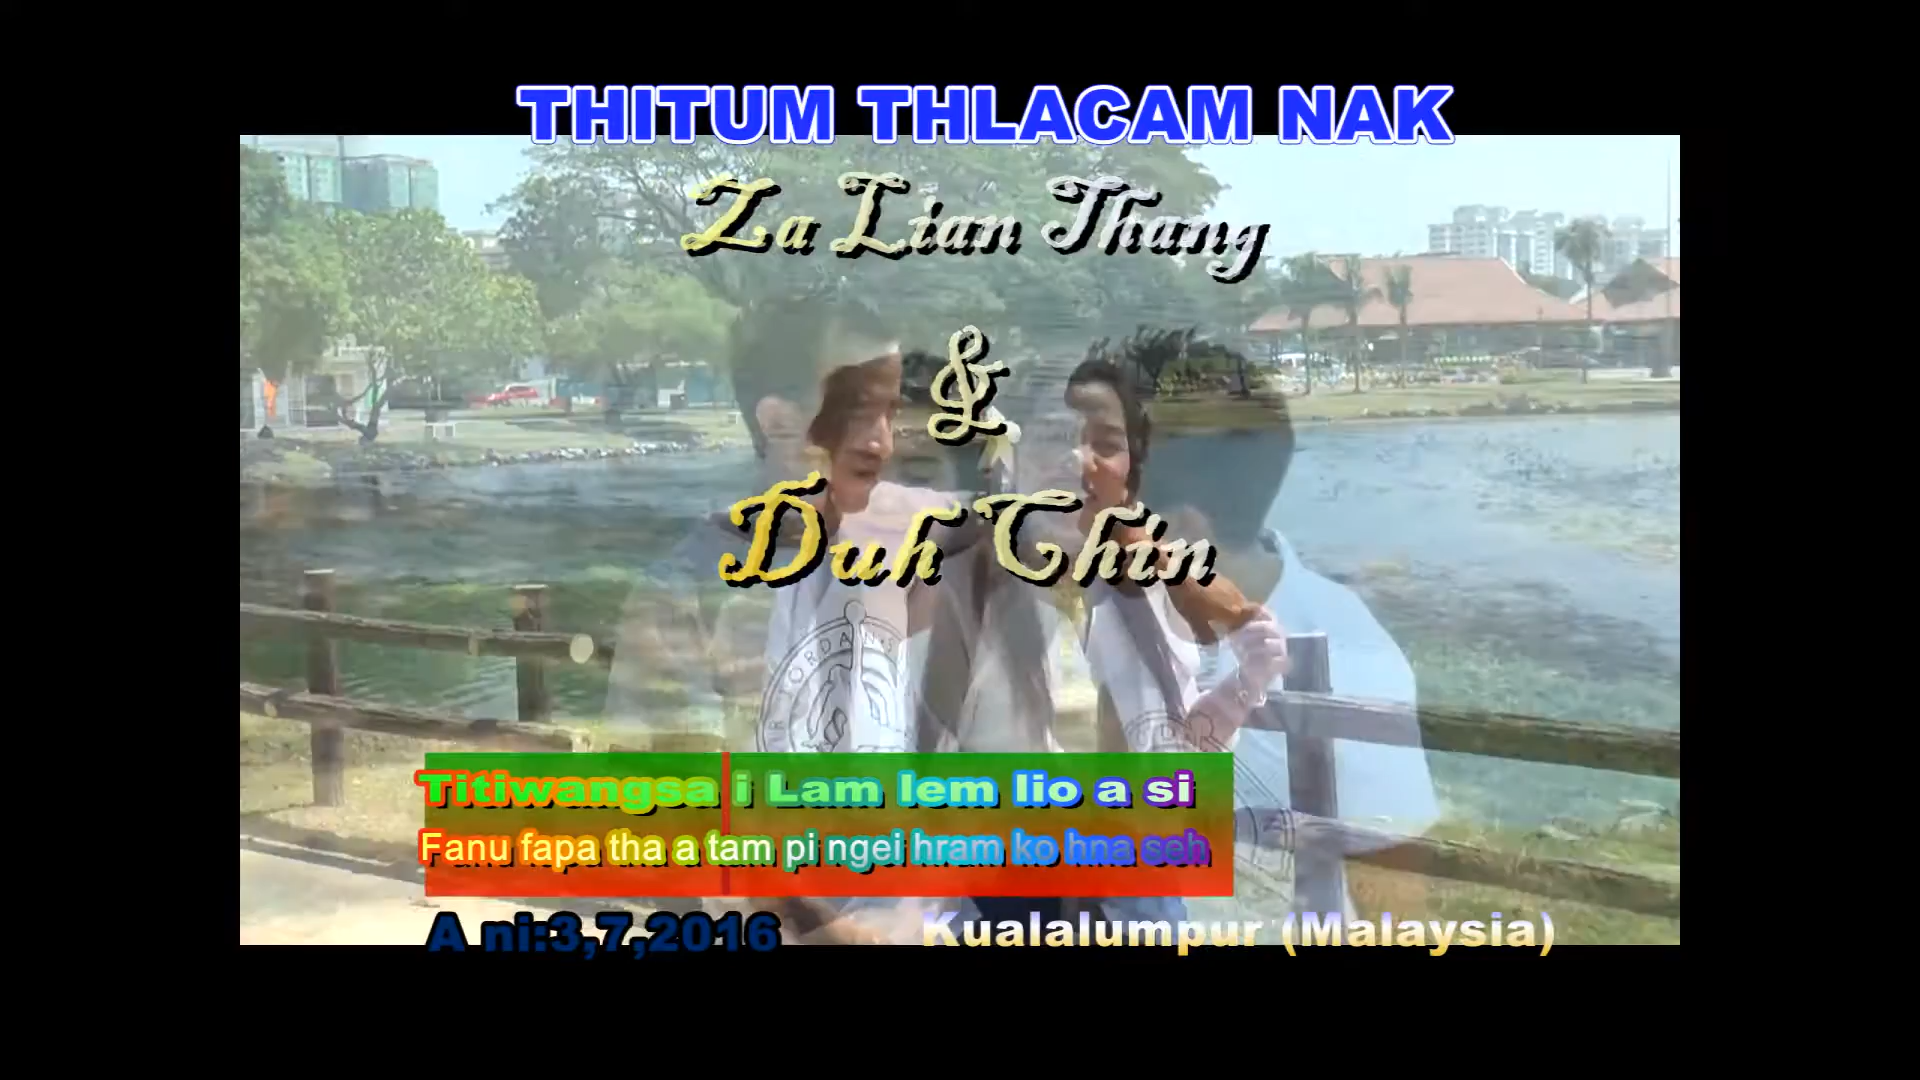 THITUM THLACAM NAK
Za Lian Thang
&
Duh Chin
Titiwangsa i Lam lem lio a si
Fanu fapa tha a tam pi ngei hram ko hna seh
A ni:3,7,2016
Kualalumpur (Malaysia)